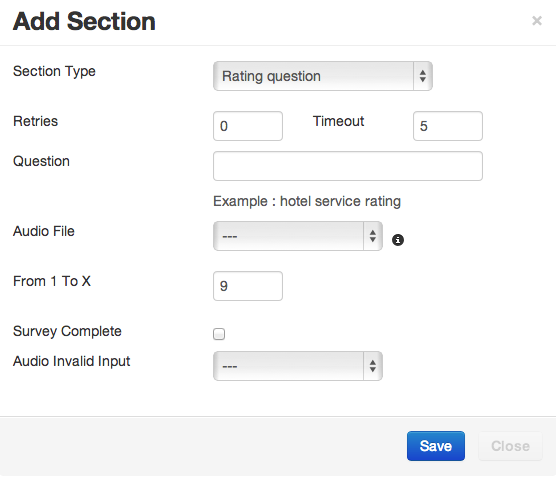 Add Section ×
Section Type Rating question
Retries 0 Timeout 5
Question
Example : hotel service rating
Audio File ---
From 1 To X 9
Survey Complete
Audio Invalid Input ---
Save Close